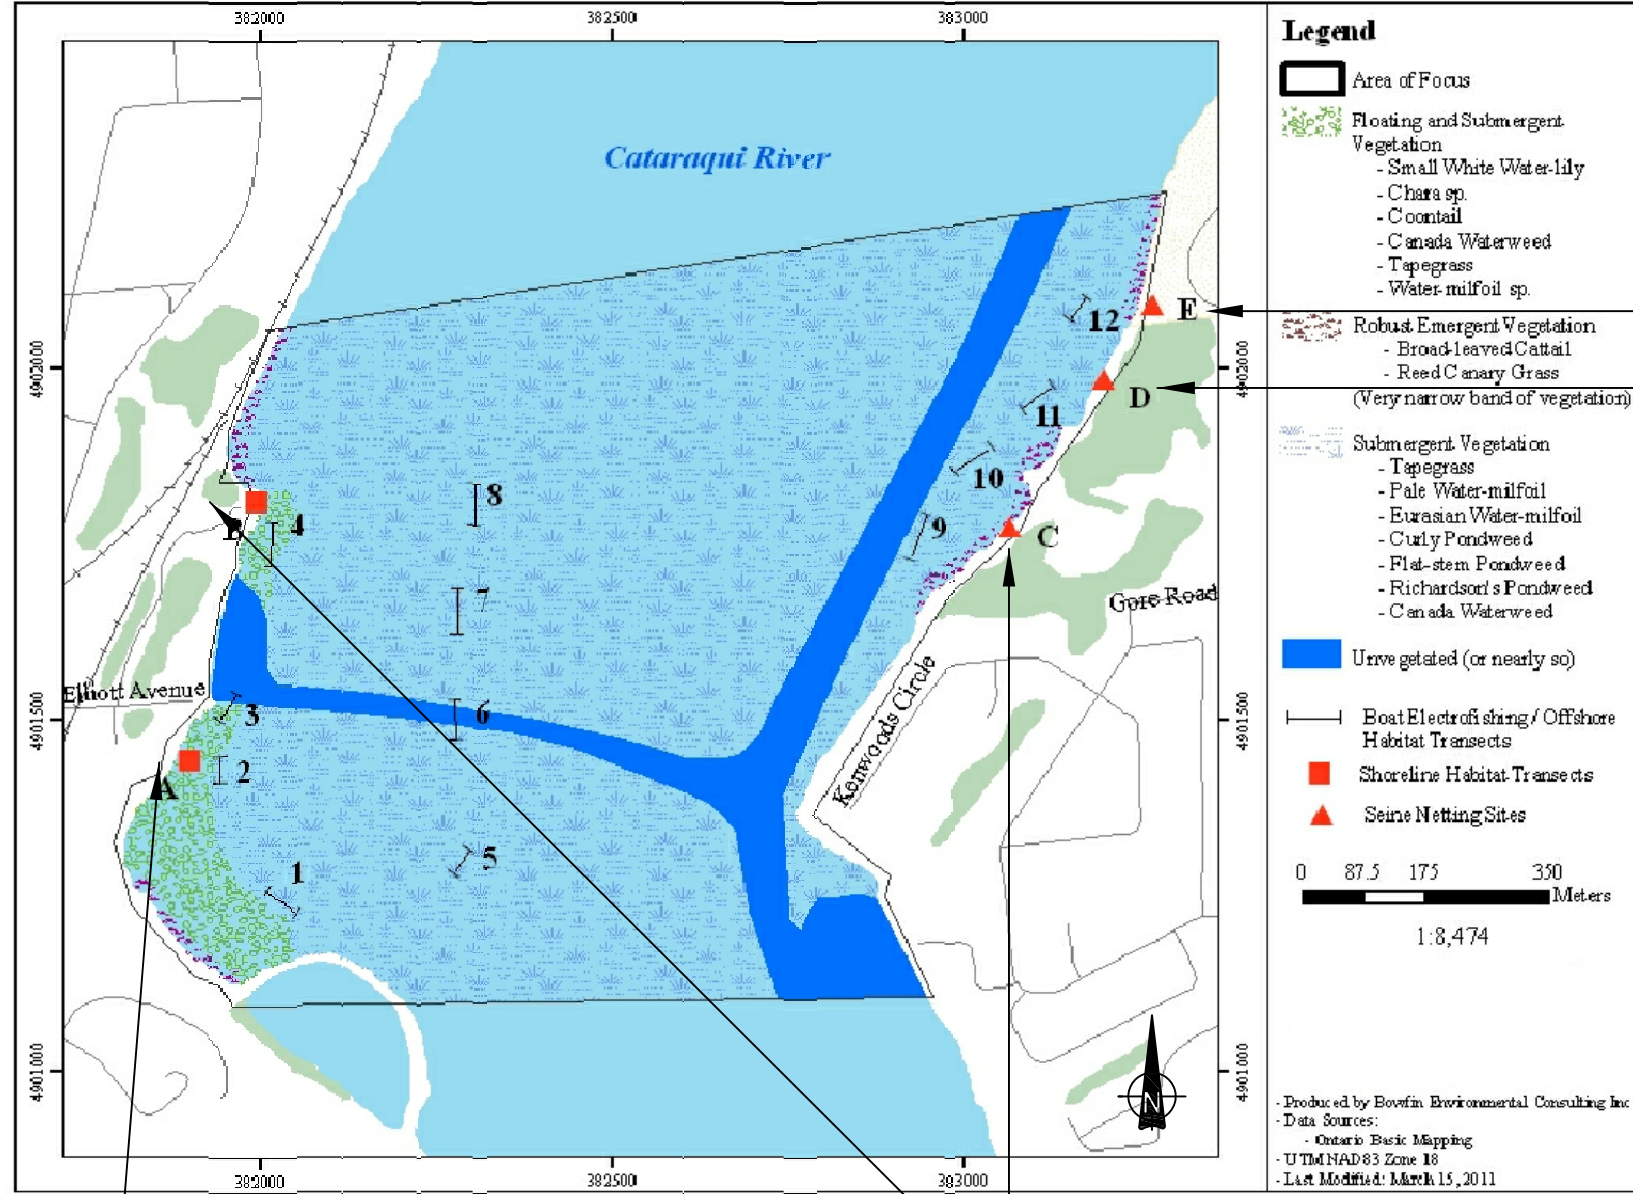 382000 382500 383000
Cataraqui River
4902000
4902000
4901500
4901500
4901000
4901000
E
12
D
11
10
8
9
C
B
4
7
Gore Road
Elliott Avenue
3
6
Kenwoods Circle
2
A
1
5
N
382000 382500 383000
Legend
Area of Focus
Floating and Submergent
Vegetation
- Small White Water-lily
- Chara sp.
- Coontail
- Canada Waterweed
- Tapegrass
- Water-milfoil sp.
Robust Emergent Vegetation
- Broad-leaved Cattail
- Reed Canary Grass
(Very narrow band of vegetation)
Submergent Vegetation
- Tapegrass
- Pale Water-milfoil
- Eurasian Water-milfoil
- Curly Pondweed
- Flat-stem Pondweed
- Richardson's Pondweed
- Canada Waterweed
Unvegetated (or nearly so)
Boat Electrofishing / Offshore
Habitat Transects
Shoreline Habitat Transects
Seine Netting Sites
0 87.5 175 350
Meters
1:8,474
- Produced by Bowfin Environmental Consulting Inc
- Data Sources:
- Ontario Basic Mapping
- UTM NAD 83 Zone 18
- Last Modified: March 15, 2011